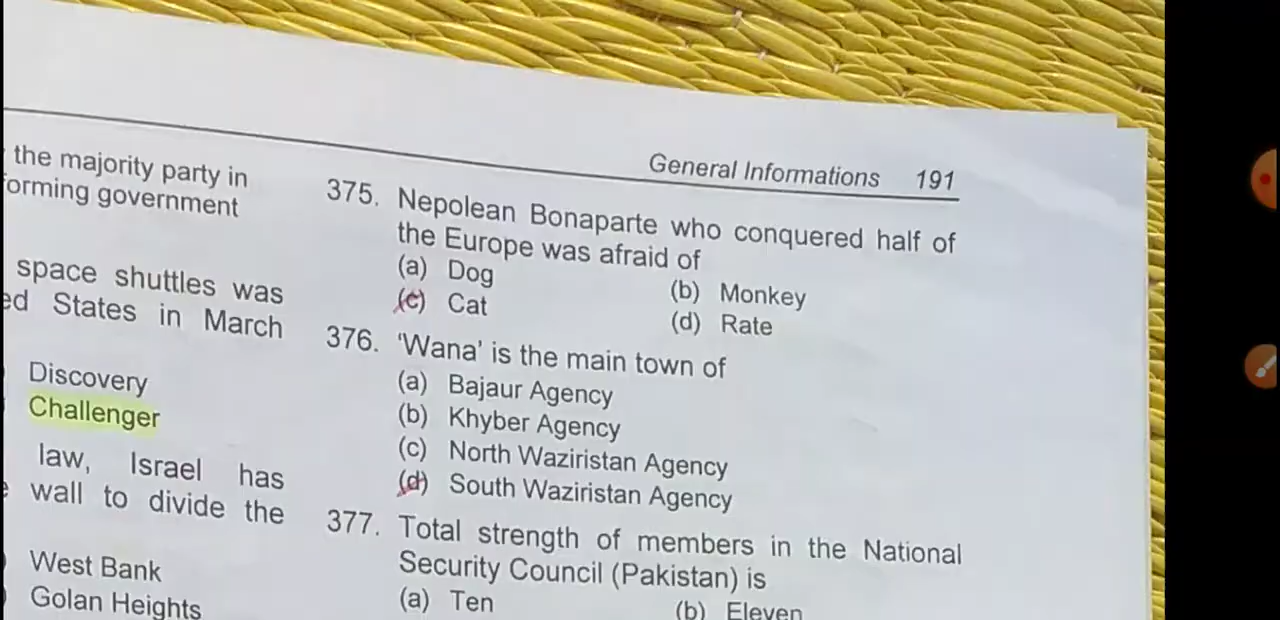 General Informations 191
the majority party in
orming government
space shuttles was
ed States in March
Discovery
Challenger
law, Israel has
wall to divide the
West Bank
Golan Heights
375. Nepolean Bonaparte who conquered half of
the Europe was afraid of
(a) Dog (b) Monkey
(c) Cat (d) Rate
376. ‘Wana’ is the main town of
(a) Bajaur Agency
(b) Khyber Agency
(c) North Waziristan Agency
(d) South Waziristan Agency
377. Total strength of members in the National
Security Council (Pakistan) is
(a) Ten (b) Eleven